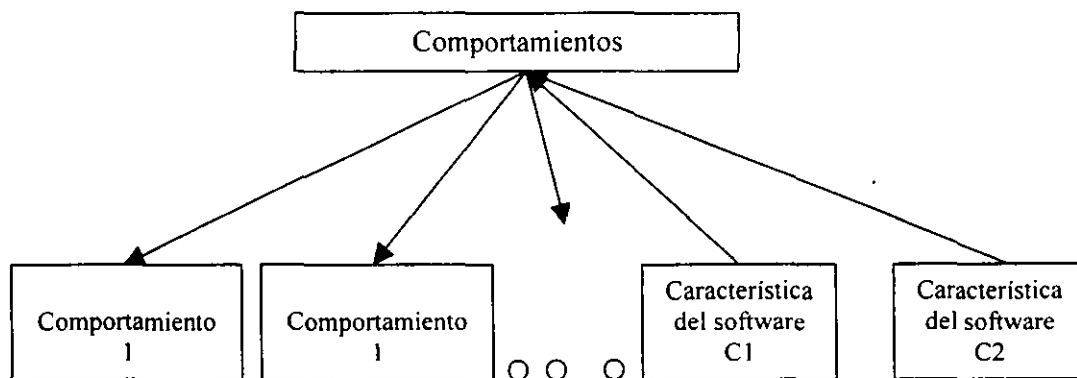 Comportamientos
Comportamiento
1
Comportamiento
1
Característica
del software
C1
Característica
del software
C2